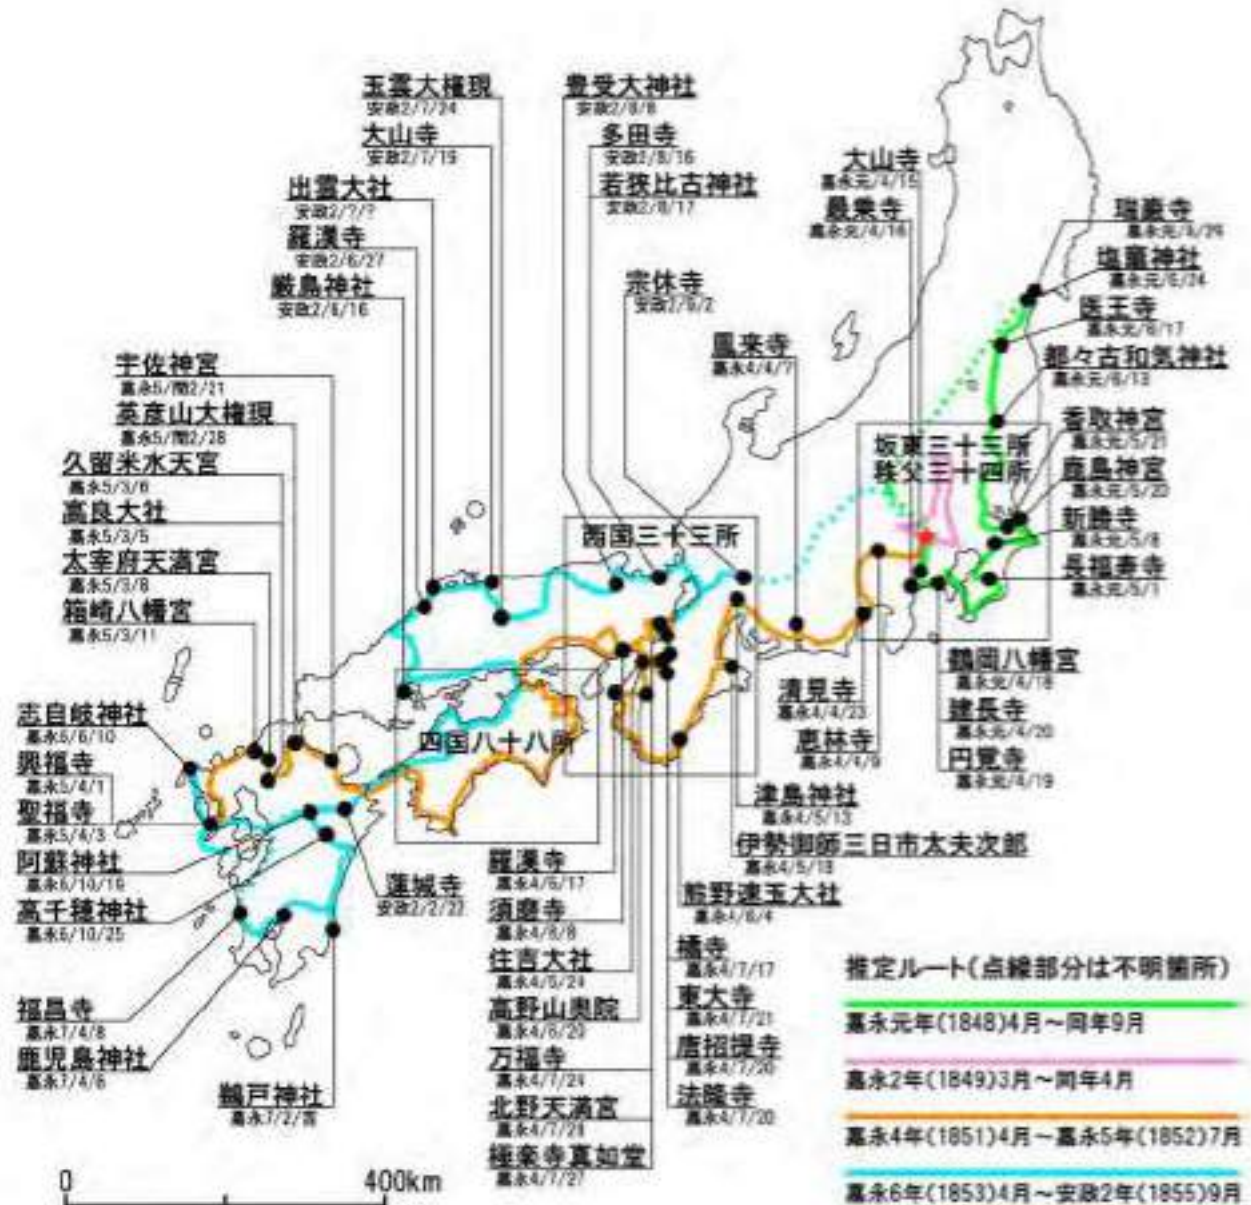 玉雲大権現
安政2/7/24
大山寺
安政2/7/19
出雲大社
安政2/?/?
羅漢寺
安政2/6/27
厳島神社
安政2/6/16
豊受大神社
安政2/8/8
多田寺
安政2/8/16
若狭比古神社
安政2/8/17
宗休寺
安政2/9/2
大山寺
嘉永元/4/15
最乗寺
嘉永元/4/16
鳳来寺
嘉永4/4/7
瑞巌寺
塩竈神社
嘉永元/6/24
医王寺
嘉永元/6/17
都々古和気神社
嘉永元/6/13
香取神宮
嘉永元/5/21
鹿島神宮
嘉永元/5/20
新勝寺
嘉永元/5/8
長福寿寺
嘉永元/5/1
宇佐神宮
嘉永5/閏2/21
英彦山大権現
嘉永5/閏2/28
久留米水天宮
嘉永5/3/6
高良大社
嘉永5/3/5
太宰府天満宮
嘉永5/3/8
箱崎八幡宮
嘉永5/3/11
坂東三十三所
秩父三十四所
西国三十三所
四国八十八所
志自岐神社
嘉永6/6/10
興福寺
嘉永5/4/1
聖福寺
嘉永5/4/3
阿蘇神社
嘉永6/10/19
高千穂神社
嘉永6/10/25
福昌寺
嘉永7/4/8
鹿児島神社
嘉永7/4/6
鵜戸神社
嘉永7/2/吉
蓮城寺
安政2/2/22
鶴岡八幡宮
嘉永元/4/18
建長寺
嘉永元/4/20
円覚寺
嘉永元/4/19
清見寺
嘉永4/4/23
恵林寺
嘉永4/4/9
津島神社
嘉永4/5/13
伊勢御師三日市太夫次郎
嘉永4/5/18
熊野速玉大社
嘉永4/6/4
羅漢寺
嘉永4/6/17
須磨寺
嘉永4/8/8
住吉大社
嘉永4/5/24
高野山奥院
嘉永4/6/20
万福寺
嘉永4/7/24
北野天満宮
嘉永4/7/28
極楽寺真如堂
嘉永4/7/27
橘寺
嘉永4/7/17
東大寺
嘉永4/7/21
唐招提寺
嘉永4/7/20
法隆寺
嘉永4/7/20
推定ルート(点線部分は不明箇所)
嘉永元年(1848)4月～同年9月
嘉永2年(1849)3月～同年4月
嘉永4年(1851)4月～嘉永5年(1852)7月
嘉永6年(1853)4月～安政2年(1855)9月
0
400km